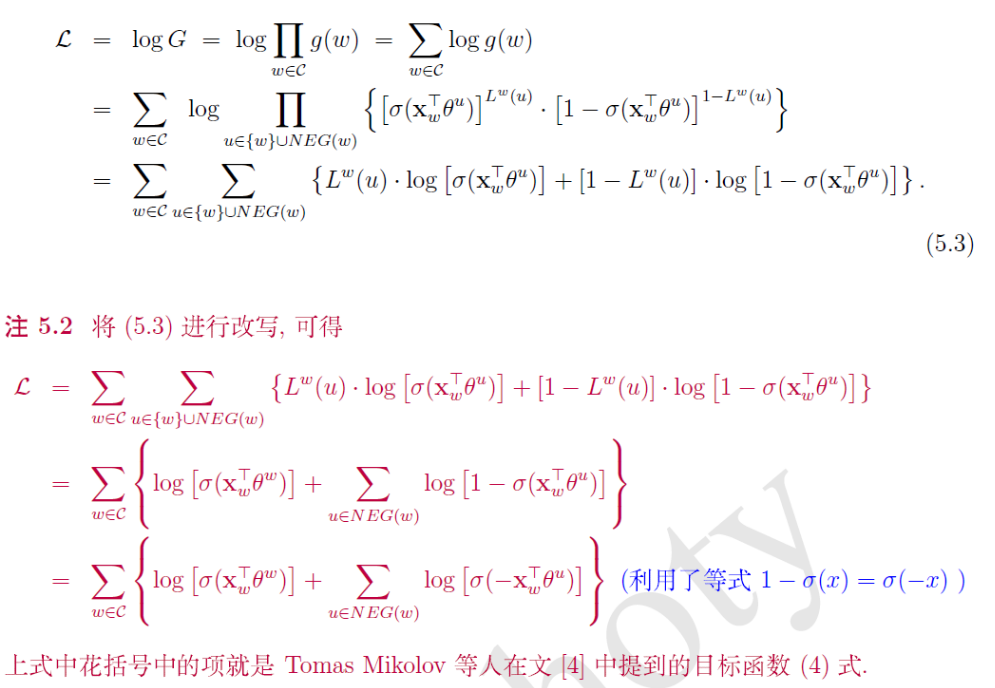 𝓛 = log G = log ∏_{w∈𝒞} g(w) = ∑_{w∈𝒞} log g(w)
= ∑_{w∈𝒞} log ∏_{u∈{w}∪NEG(w)} {[σ(𝐱_w^⊤θ^u)]^{L^w(u)} · [1 − σ(𝐱_w^⊤θ^u)]^{1−L^w(u)}}
= ∑_{w∈𝒞} ∑_{u∈{w}∪NEG(w)} {L^w(u) · log [σ(𝐱_w^⊤θ^u)] + [1 − L^w(u)] · log [1 − σ(𝐱_w^⊤θ^u)]} .
(5.3)
注 5.2 将 (5.3) 进行改写, 可得
𝓛 = ∑_{w∈𝒞} ∑_{u∈{w}∪NEG(w)} {L^w(u) · log [σ(𝐱_w^⊤θ^u)] + [1 − L^w(u)] · log [1 − σ(𝐱_w^⊤θ^u)]}
= ∑_{w∈𝒞} {log [σ(𝐱_w^⊤θ^w)] + ∑_{u∈NEG(w)} log [1 − σ(𝐱_w^⊤θ^u)]}
= ∑_{w∈𝒞} {log [σ(𝐱_w^⊤θ^w)] + ∑_{u∈NEG(w)} log [σ(−𝐱_w^⊤θ^u)]} (利用了等式 1 − σ(x) = σ(−x) )
上式中花括号中的项就是 Tomas Mikolov 等人在文 [4] 中提到的目标函数 (4) 式.